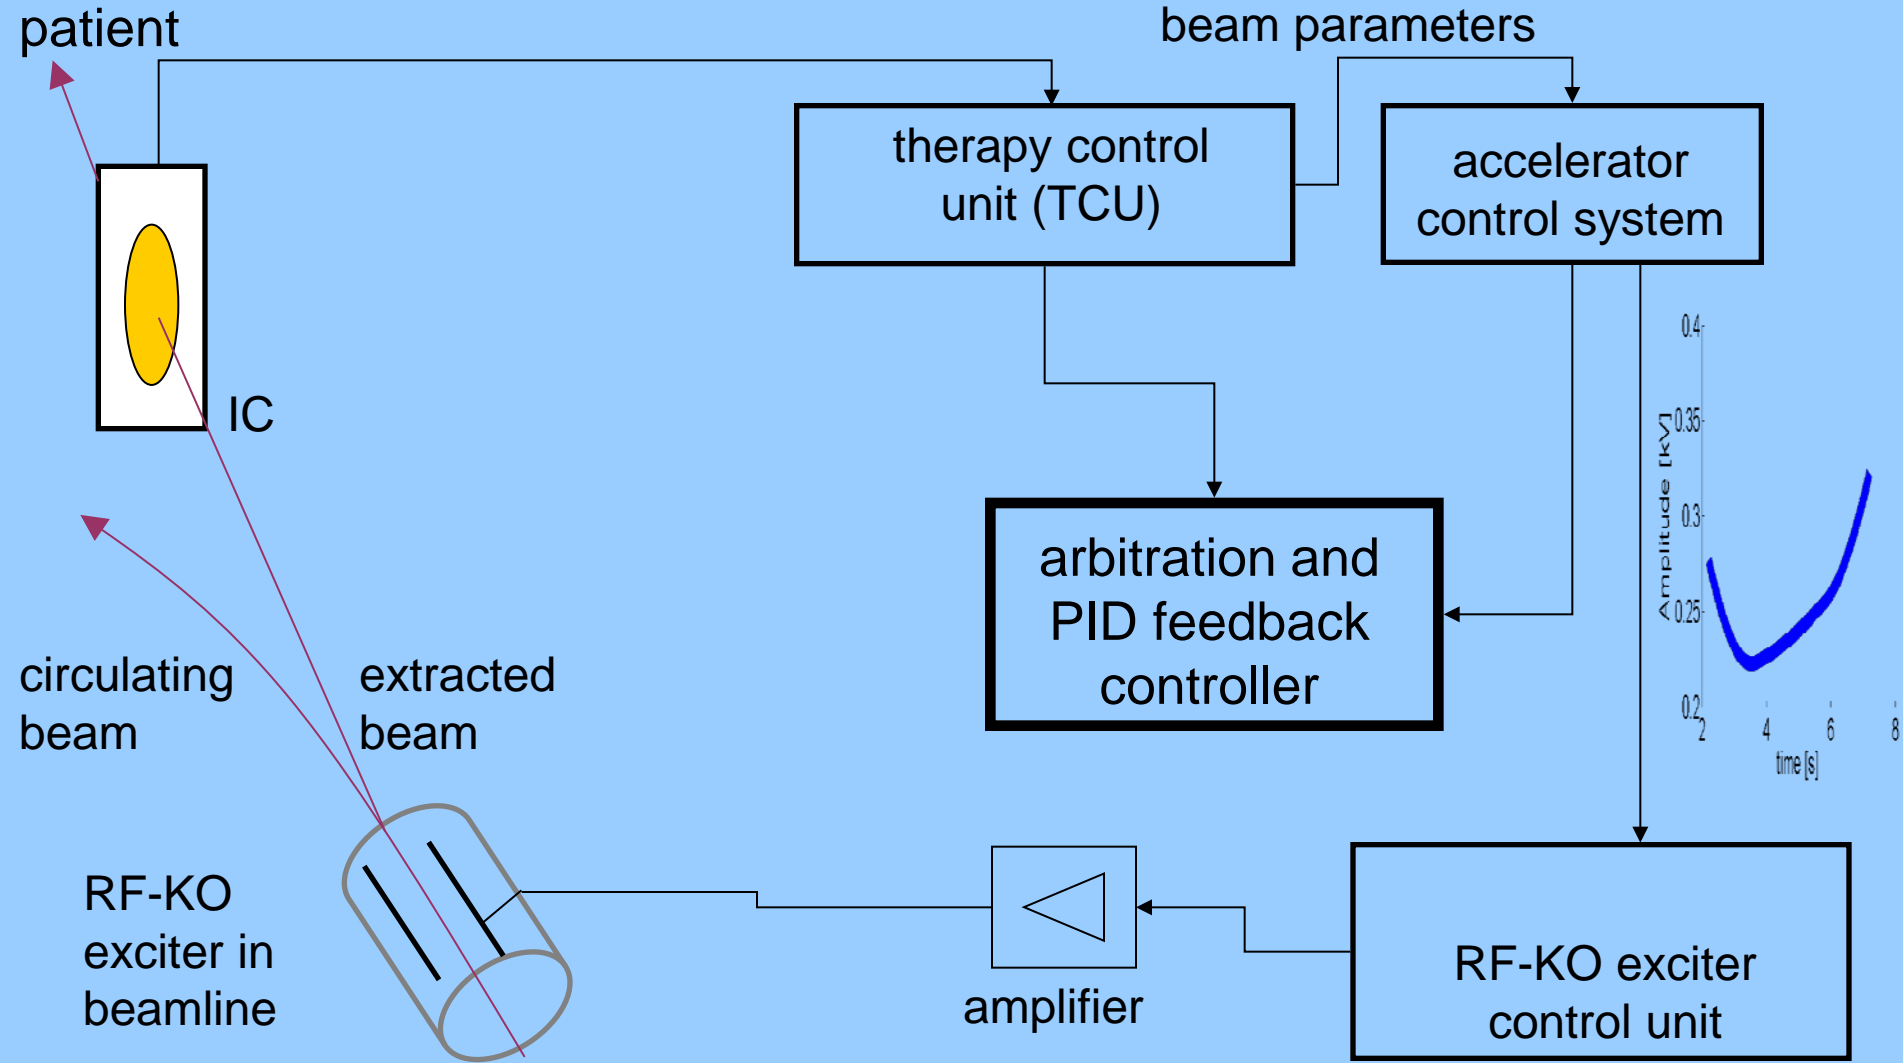 patient
beam parameters
therapy control
unit (TCU)
accelerator
control system
IC
arbitration and
PID feedback
controller
0.4
0.35
0.3
0.25
0.2
Amplitude [kV]
2
4
6
8
time [s]
circulating
beam
extracted
beam
RF-KO
exciter in
beamline
amplifier
RF-KO exciter
control unit